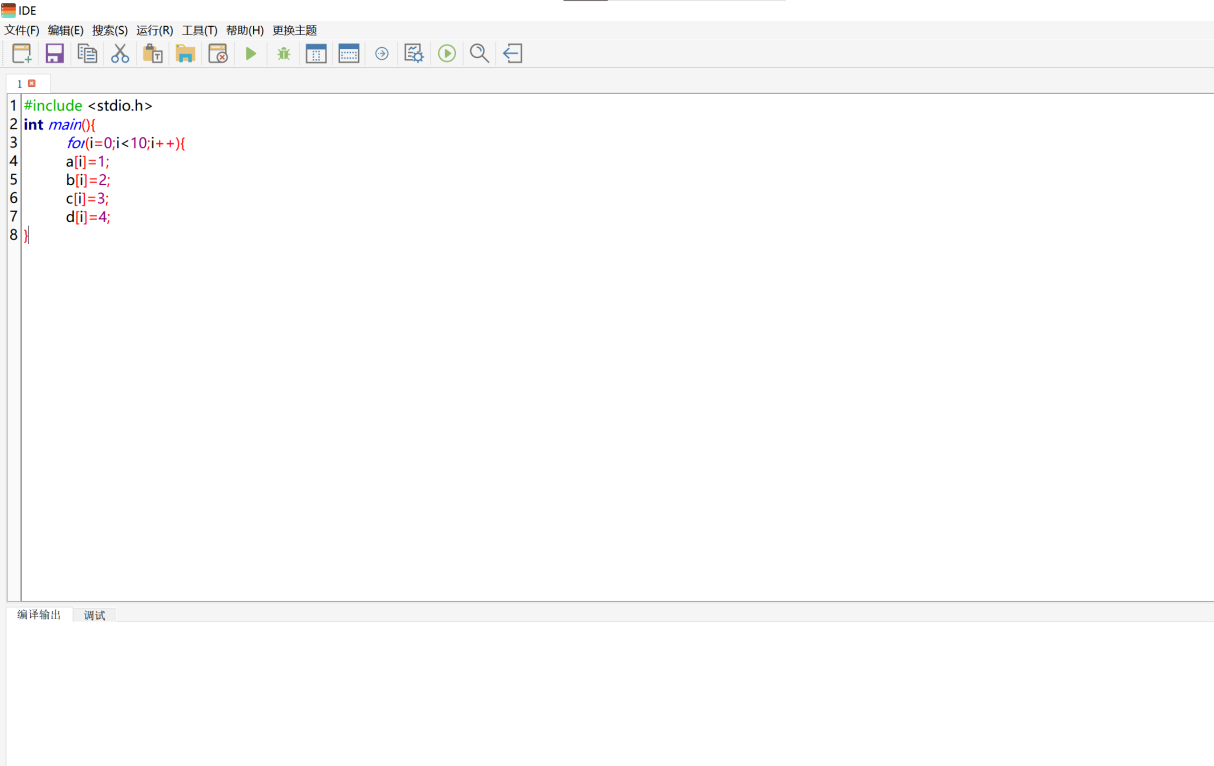 IDE
文件(F) 编辑(E) 搜索(S) 运行(R) 工具(T) 帮助(H) 更换主题
1
1 #include <stdio.h>
2 int main(){
3 for(i=0;i<10;i++){
4 a[i]=1;
5 b[i]=2;
6 c[i]=3;
7 d[i]=4;
8 }
编译输出 调试